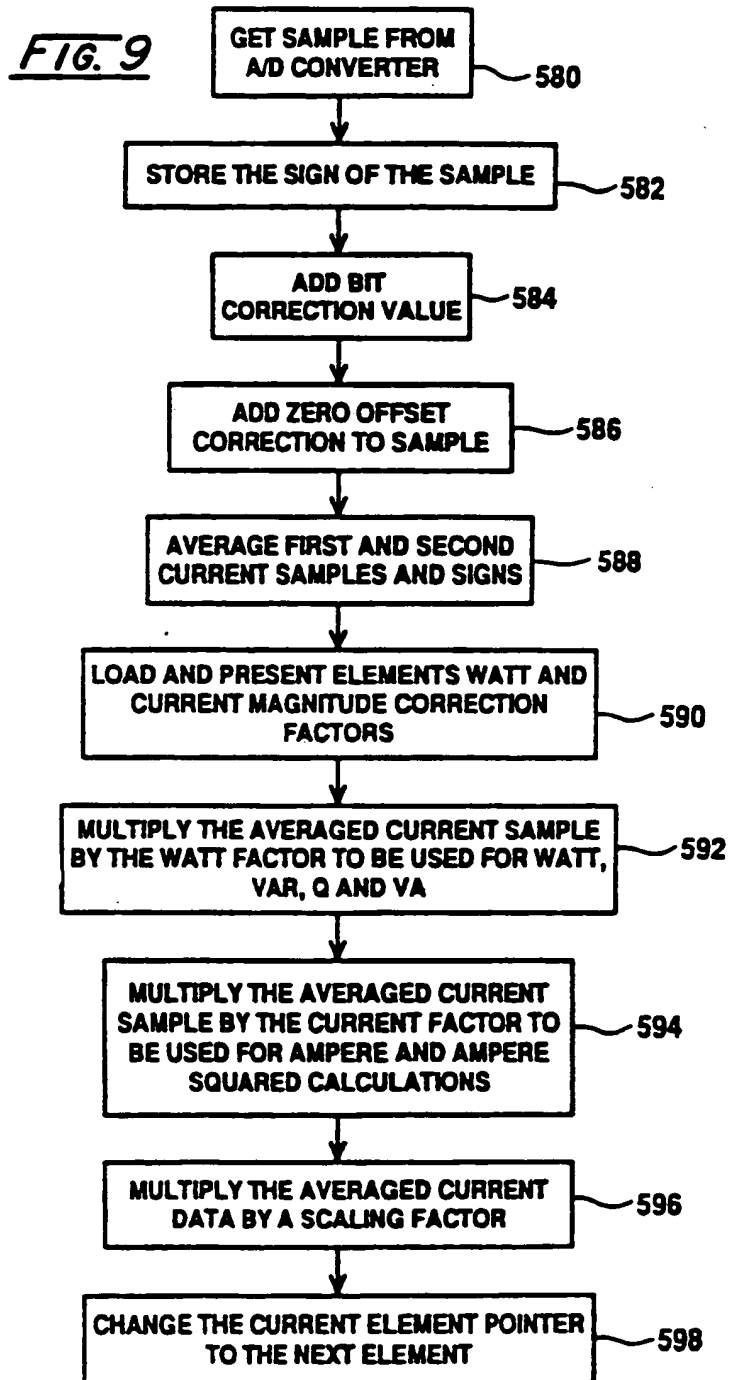 FIG. 9
GET SAMPLE FROM
A/D CONVERTER
580
STORE THE SIGN OF THE SAMPLE
582
ADD BIT
CORRECTION VALUE
584
ADD ZERO OFFSET
CORRECTION TO SAMPLE
586
AVERAGE FIRST AND SECOND
CURRENT SAMPLES AND SIGNS
588
LOAD AND PRESENT ELEMENTS WATT AND
CURRENT MAGNITUDE CORRECTION
FACTORS
590
MULTIPLY THE AVERAGED CURRENT SAMPLE
BY THE WATT FACTOR TO BE USED FOR WATT,
VAR, Q AND VA
592
MULTIPLY THE AVERAGED CURRENT
SAMPLE BY THE CURRENT FACTOR TO
BE USED FOR AMPERE AND AMPERE
SQUARED CALCULATIONS
594
MULTIPLY THE AVERAGED CURRENT
DATA BY A SCALING FACTOR
596
CHANGE THE CURRENT ELEMENT POINTER
TO THE NEXT ELEMENT
598